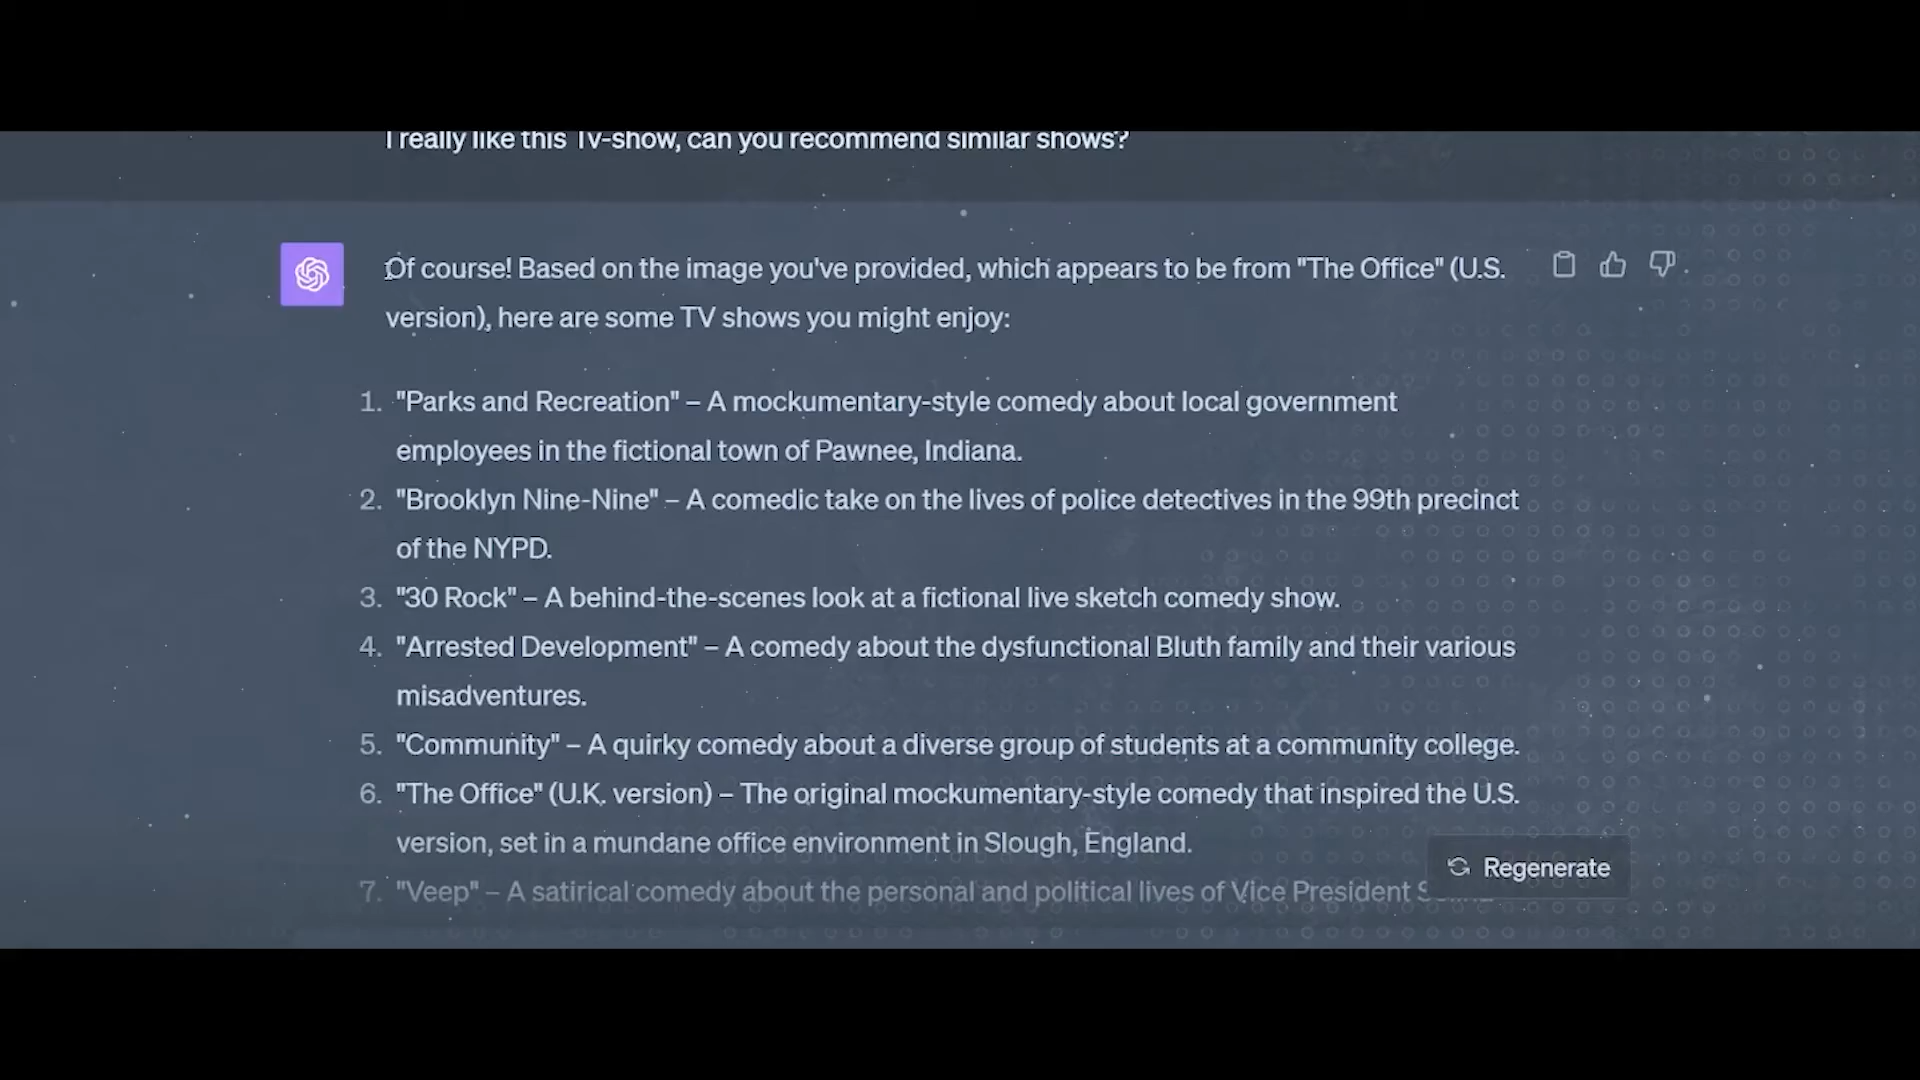 I really like this Tv-show, can you recommend similar shows?
Of course! Based on the image you've provided, which appears to be from "The Office" (U.S.
version), here are some TV shows you might enjoy:
1. "Parks and Recreation" – A mockumentary-style comedy about local government
employees in the fictional town of Pawnee, Indiana.
2. "Brooklyn Nine-Nine" – A comedic take on the lives of police detectives in the 99th precinct
of the NYPD.
3. "30 Rock" – A behind-the-scenes look at a fictional live sketch comedy show.
4. "Arrested Development" – A comedy about the dysfunctional Bluth family and their various
misadventures.
5. "Community" – A quirky comedy about a diverse group of students at a community college.
6. "The Office" (U.K. version) – The original mockumentary-style comedy that inspired the U.S.
version, set in a mundane office environment in Slough, England.
7. "Veep" – A satirical comedy about the personal and political lives of Vice President
Regenerate